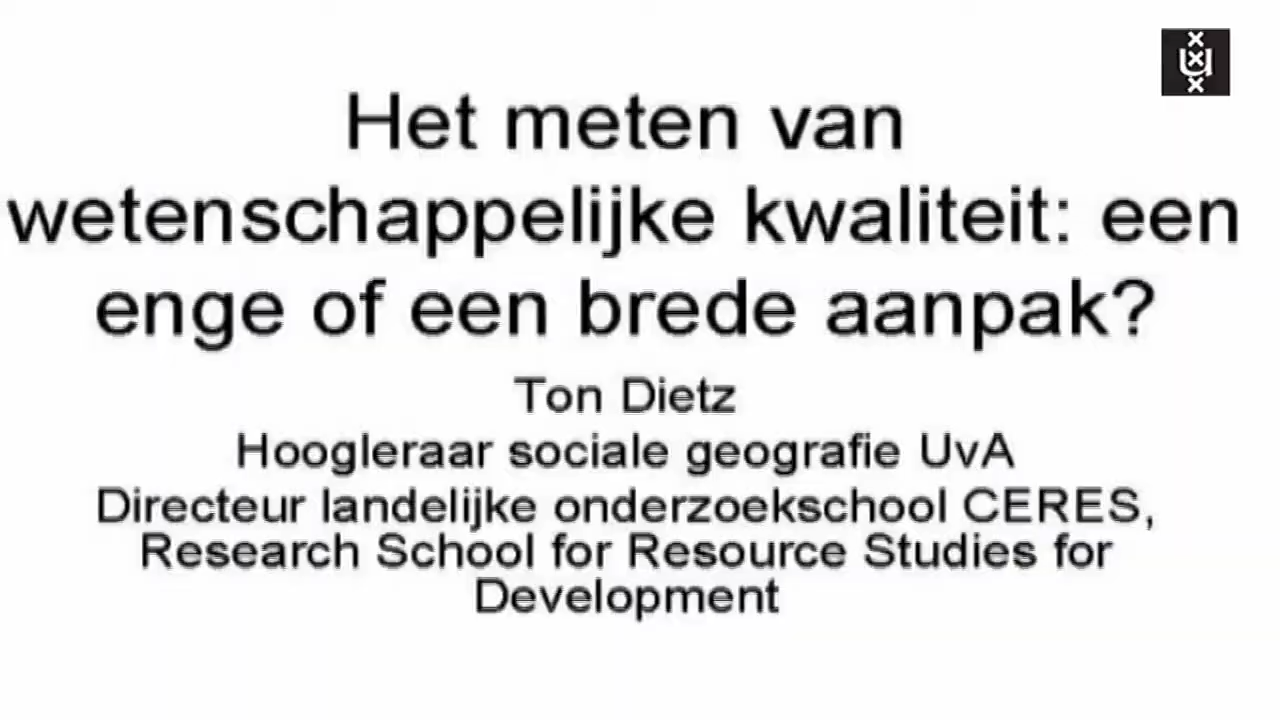 Het meten van
wetenschappelijke kwaliteit: een
enge of een brede aanpak?
Ton Dietz
Hoogleraar sociale geografie UvA
Directeur landelijke onderzoekschool CERES,
Research School for Resource Studies for
Development